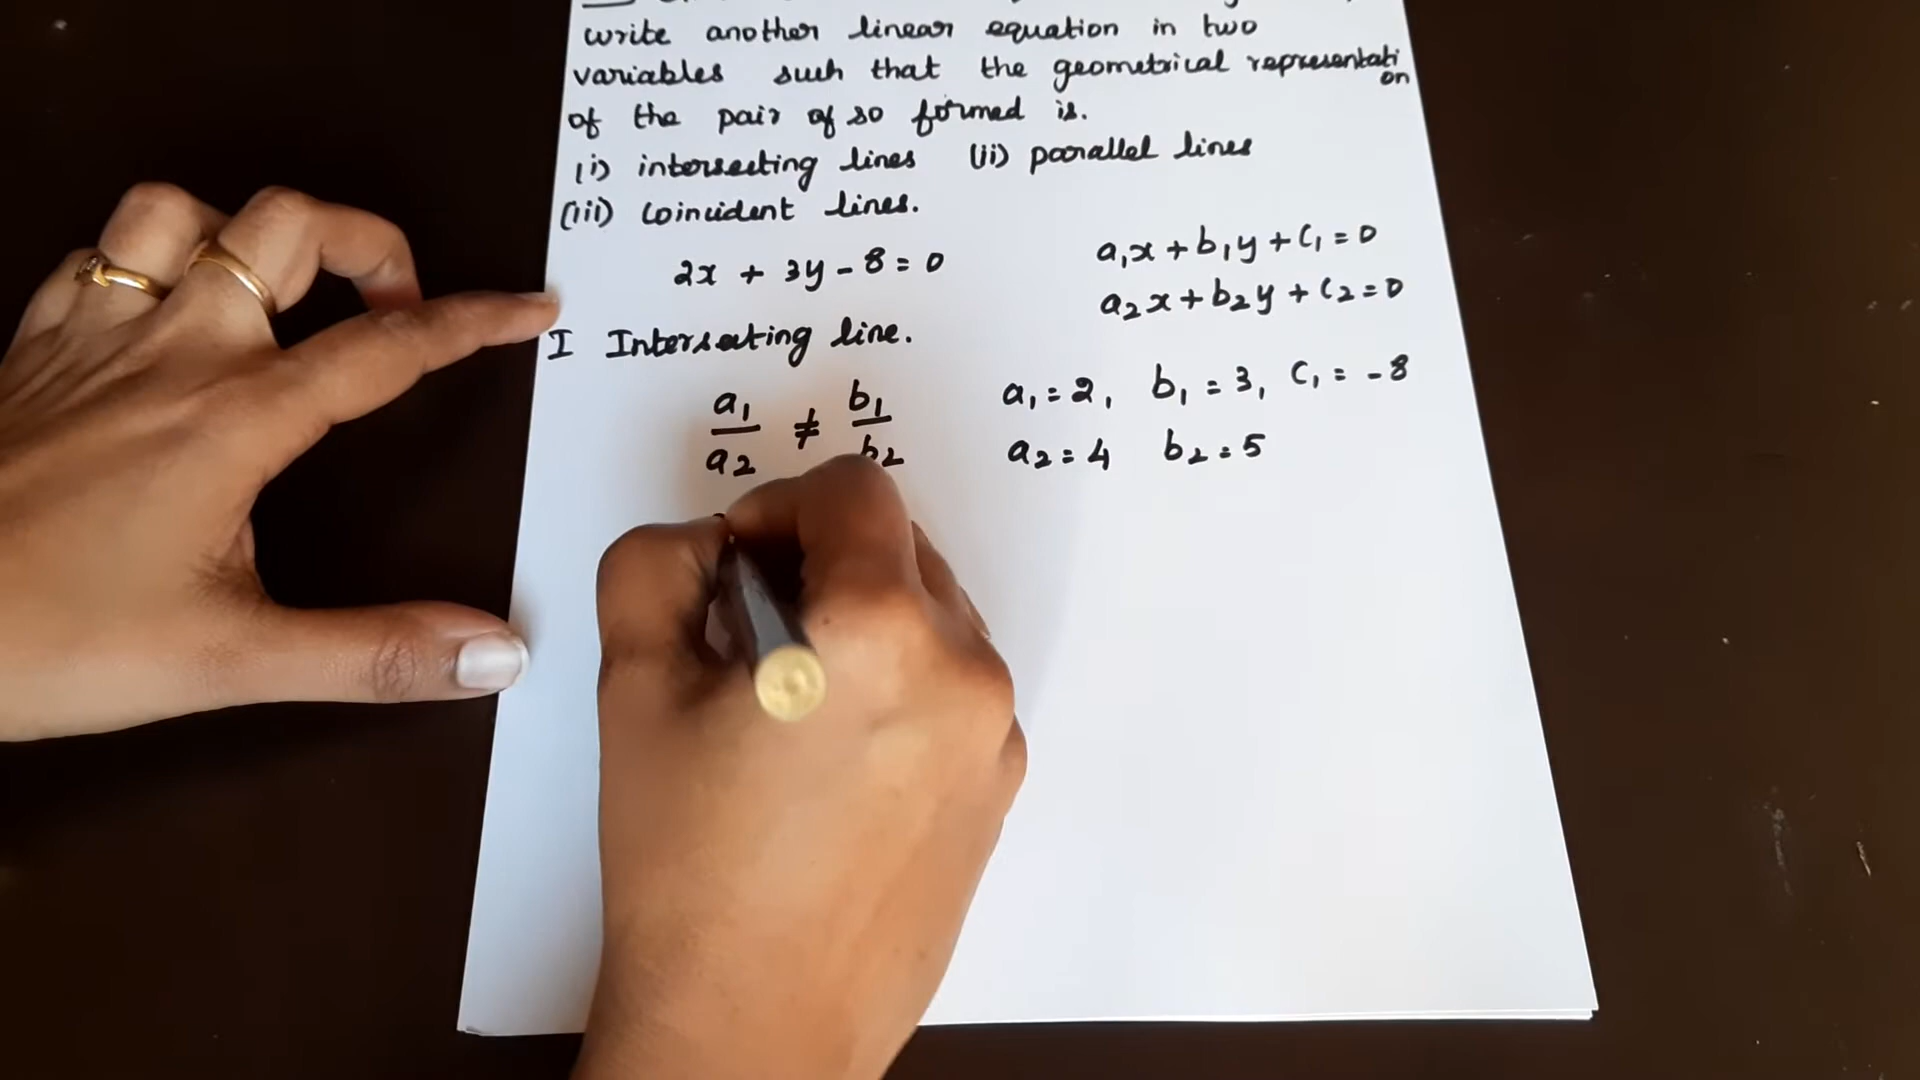 write another linear equation in two
variables such that the geometrical representation
of the pair of so formed is.
(i) intersecting lines (ii) parallel lines
(iii) Coincident lines.
2x + 3y - 8 = 0
a₁x + b₁y + C₁ = 0
a₂x + b₂y + C₂ = 0
I Intersecting line.
a₁/a₂ ≠ b₁/b₂
a₁ = 2, b₁ = 3, C₁ = -8
a₂ = 4 b₂ = 5